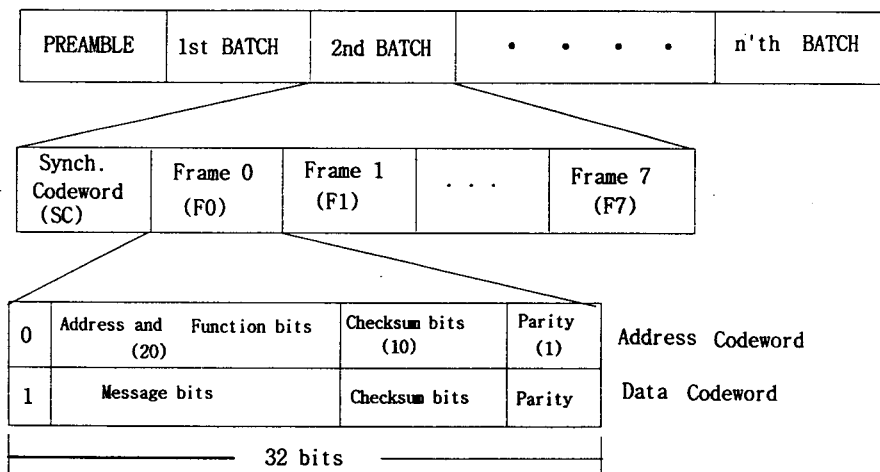 PREAMBLE 1st BATCH 2nd BATCH • • • • n'th BATCH
Synch. Codeword (SC)
Frame 0 (F0)
Frame 1 (F1)
. . .
Frame 7 (F7)
0 Address and Function bits (20) Checksum bits (10) Parity (1) Address Codeword
1 Message bits Checksum bits Parity Data Codeword
32 bits